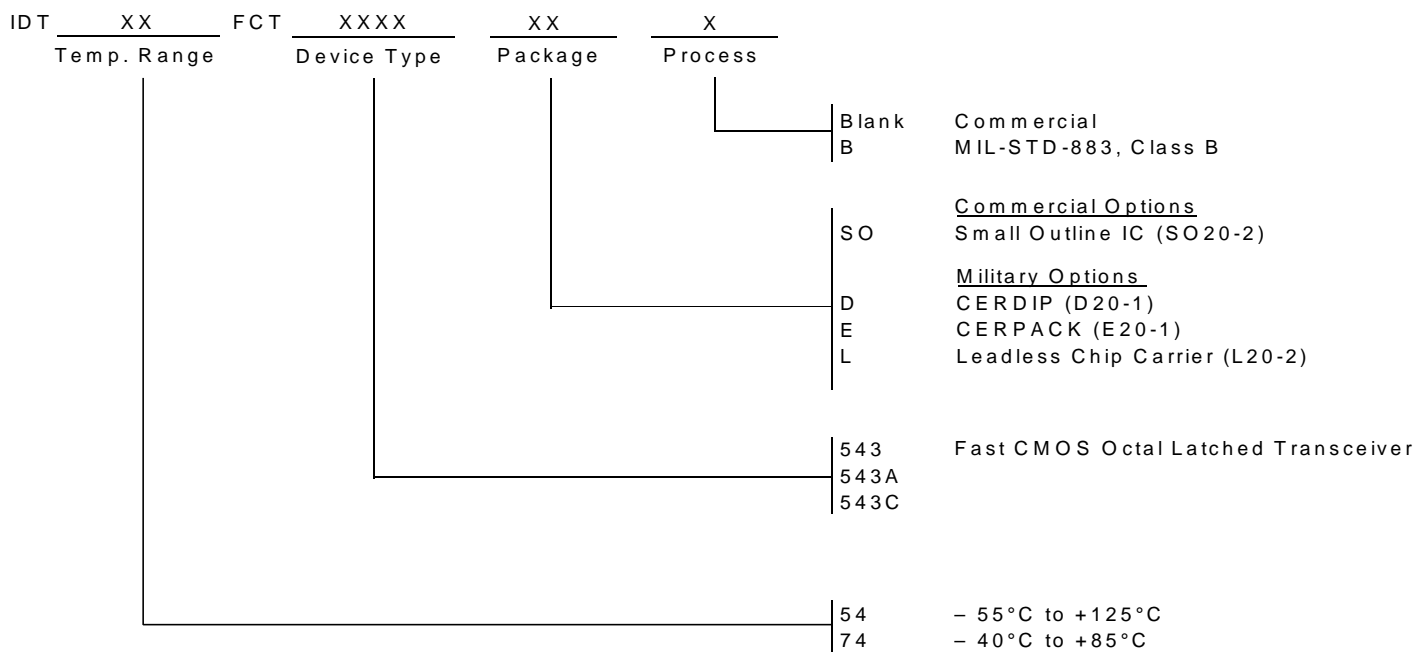 IDT XX FCT XXXX XX X
Temp. Range Device Type Package Process
Blank Commercial
B MIL-STD-883, Class B
Commercial Options
SO Small Outline IC (SO20-2)
Military Options
D CERDIP (D20-1)
E CERPACK (E20-1)
L Leadless Chip Carrier (L20-2)
543 Fast CMOS Octal Latched Transceiver
543A
543C
54 – 55°C to +125°C
74 – 40°C to +85°C